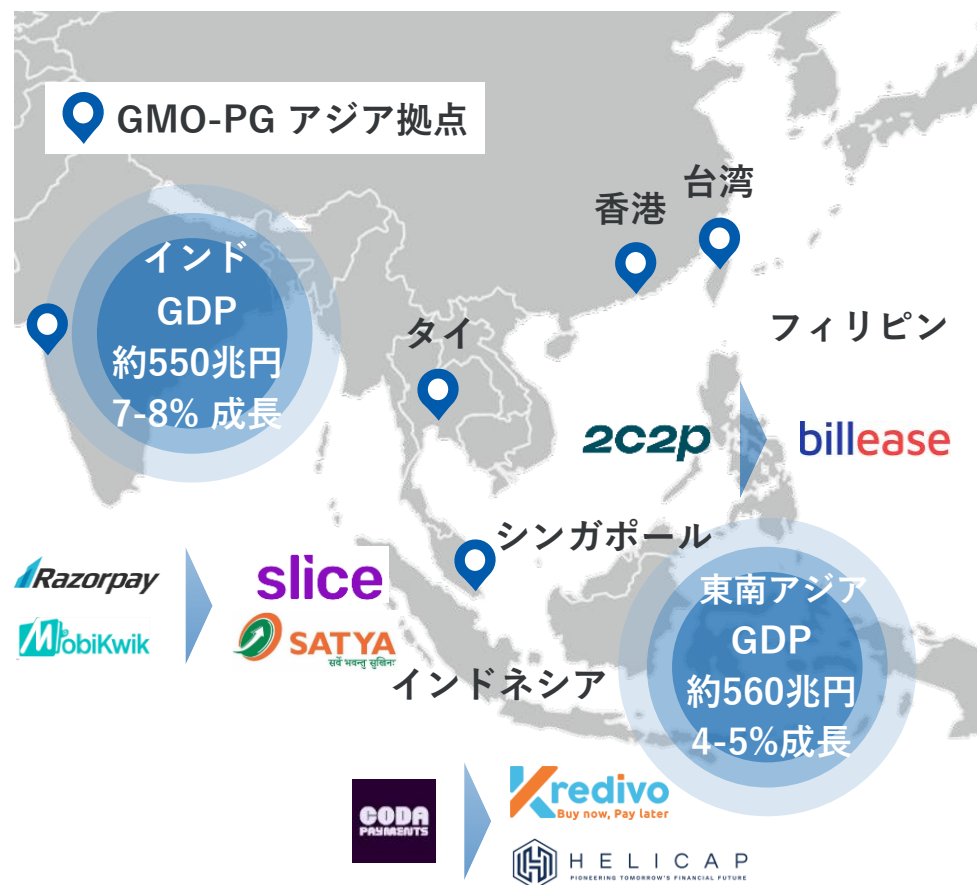 GMO-PG アジア拠点
台湾
香港
インド
GDP
約550兆円
7-8% 成長
タイ
フィリピン
2c2p
billease
シンガポール
Razorpay
MobiKwik
slice
SATYA
सर्वे भवन्तु सुखिनः
東南アジア
GDP
約560兆円
4-5%成長
インドネシア
CODA
PAYMENTS
Kredivo
Buy now, Pay later
HELICAP
PIONEERING TOMORROW'S FINANCIAL FUTURE